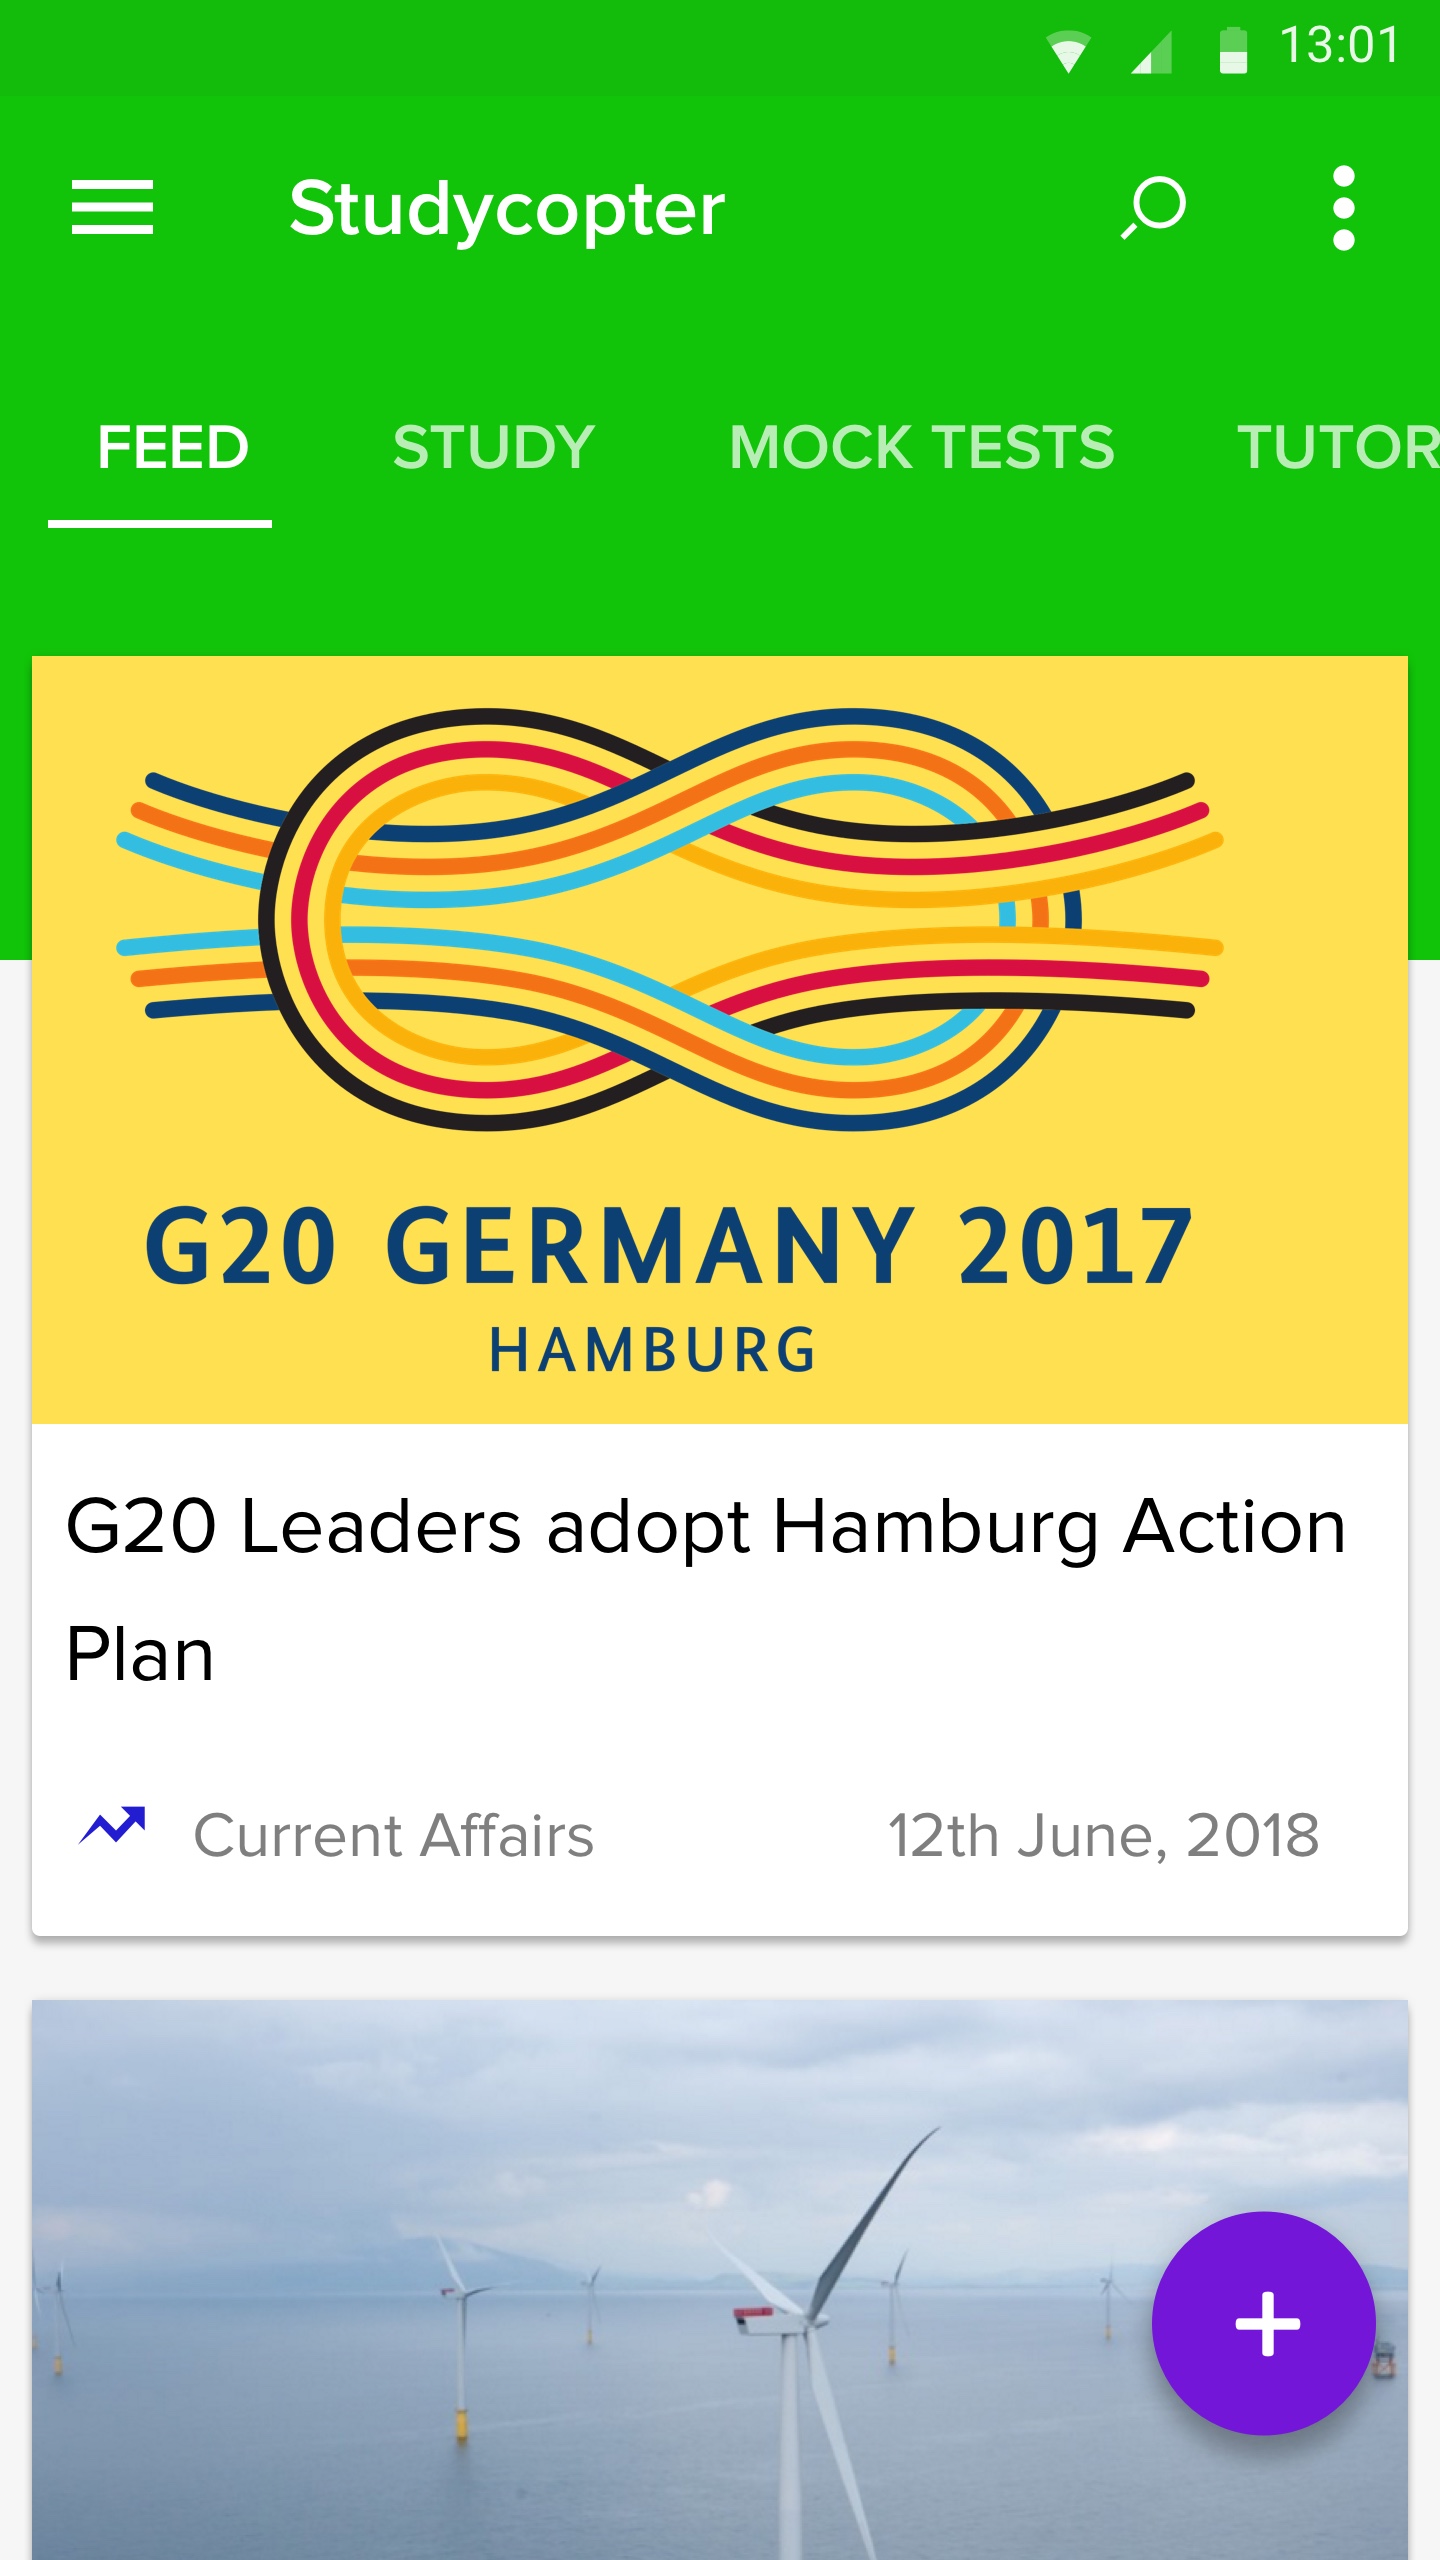 13:01
Studycopter
FEED STUDY MOCK TESTS TUTOR
G20 GERMANY 2017
HAMBURG
G20 Leaders adopt Hamburg Action
Plan
Current Affairs 12th June, 2018